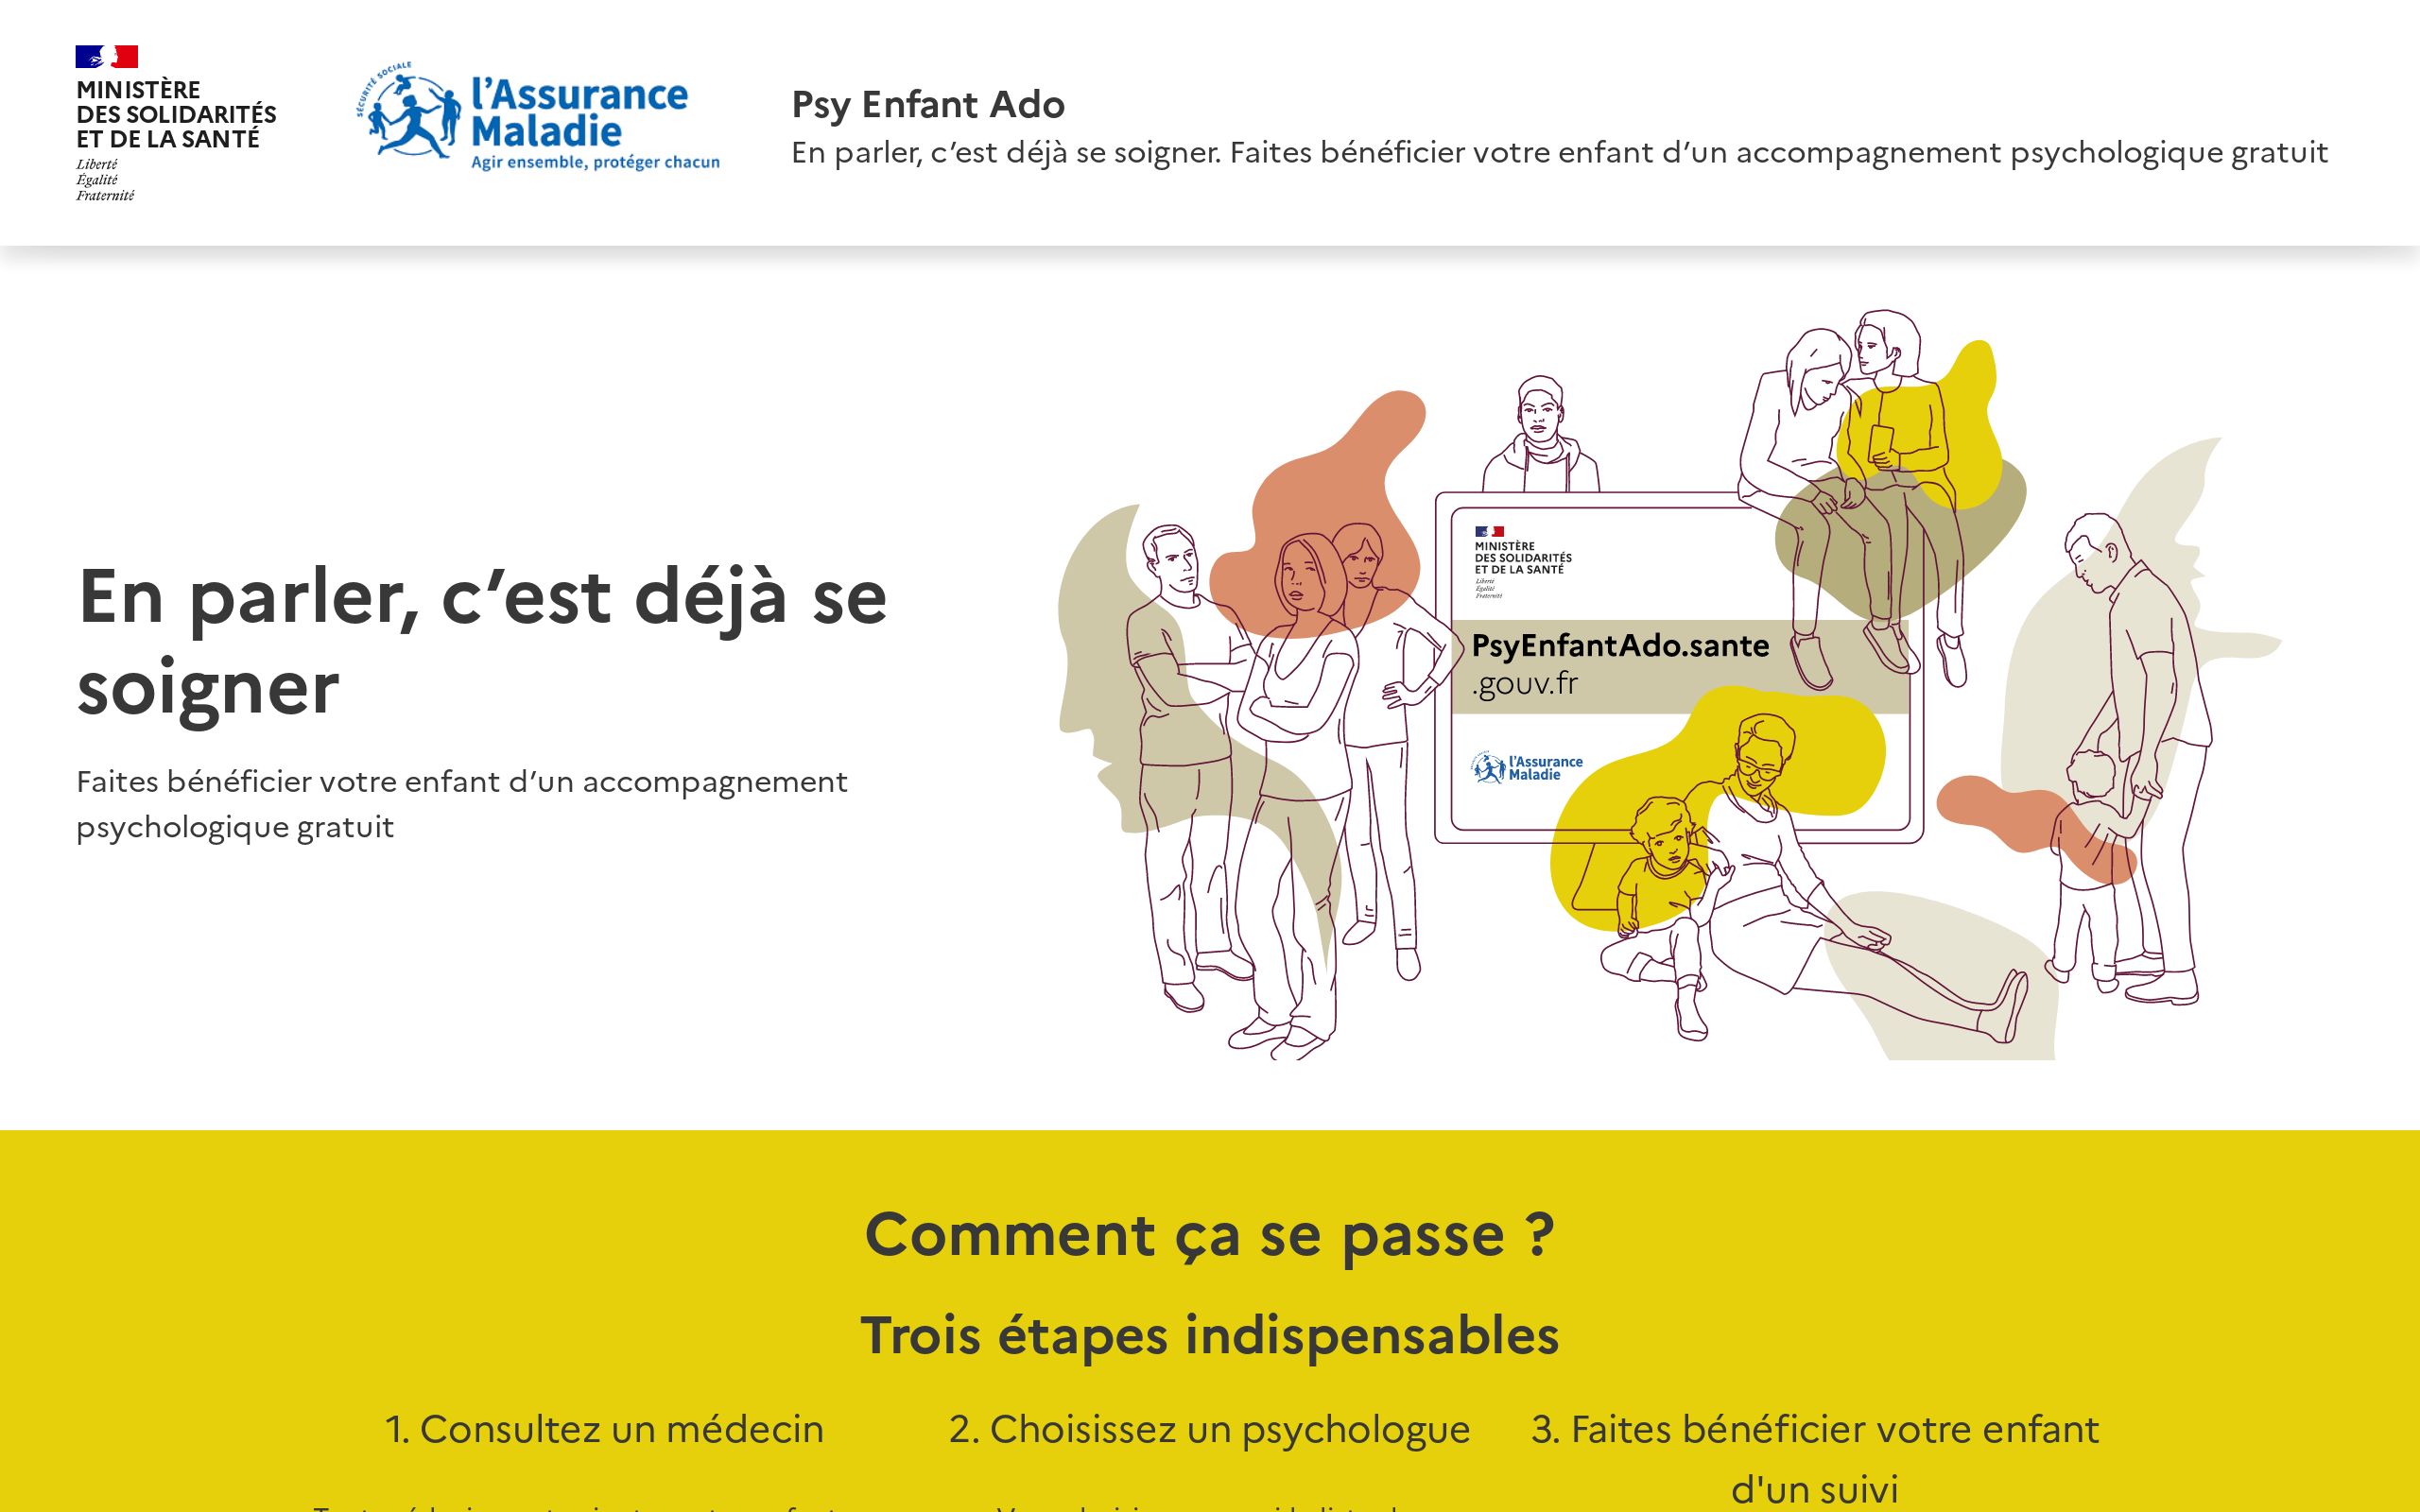 MINISTÈRE
DES SOLIDARITÉS
ET DE LA SANTÉ
Liberté
Égalité
Fraternité
SÉCURITÉ SOCIALE
l'Assurance
Maladie
Agir ensemble, protéger chacun
Psy Enfant Ado
En parler, c’est déjà se soigner. Faites bénéficier votre enfant d’un accompagnement psychologique gratuit
En parler, c’est déjà se
soigner
Faites bénéficier votre enfant d’un accompagnement
psychologique gratuit
MINISTÈRE
DES SOLIDARITÉS
ET DE LA SANTÉ
Liberté
Égalité
Fraternité
PsyEnfantAdo.sante
.gouv.fr
l'Assurance
Maladie
Comment ça se passe ?
Trois étapes indispensables
1. Consultez un médecin
2. Choisissez un psychologue
3. Faites bénéficier votre enfant
d'un suivi